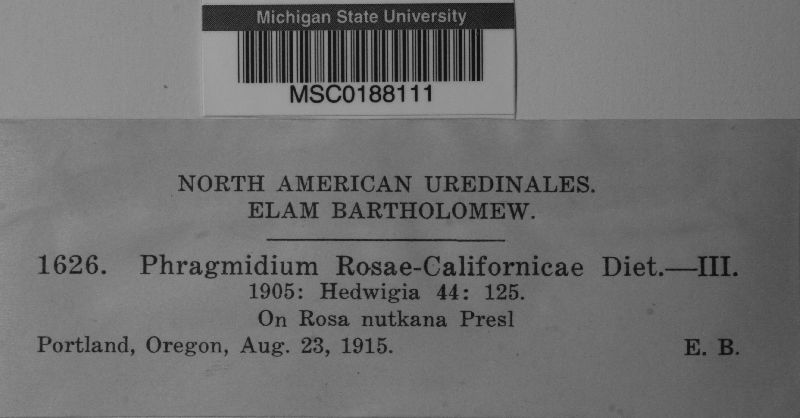 Michigan State University
MSC0188111
NORTH AMERICAN UREDINALES.
ELAM BARTHOLOMEW.
1626. Phragmidium Rosae-Californicae Diet.—III.
1905: Hedwigia 44: 125.
On Rosa nutkana Presl
Portland, Oregon, Aug. 23, 1915. E. B.